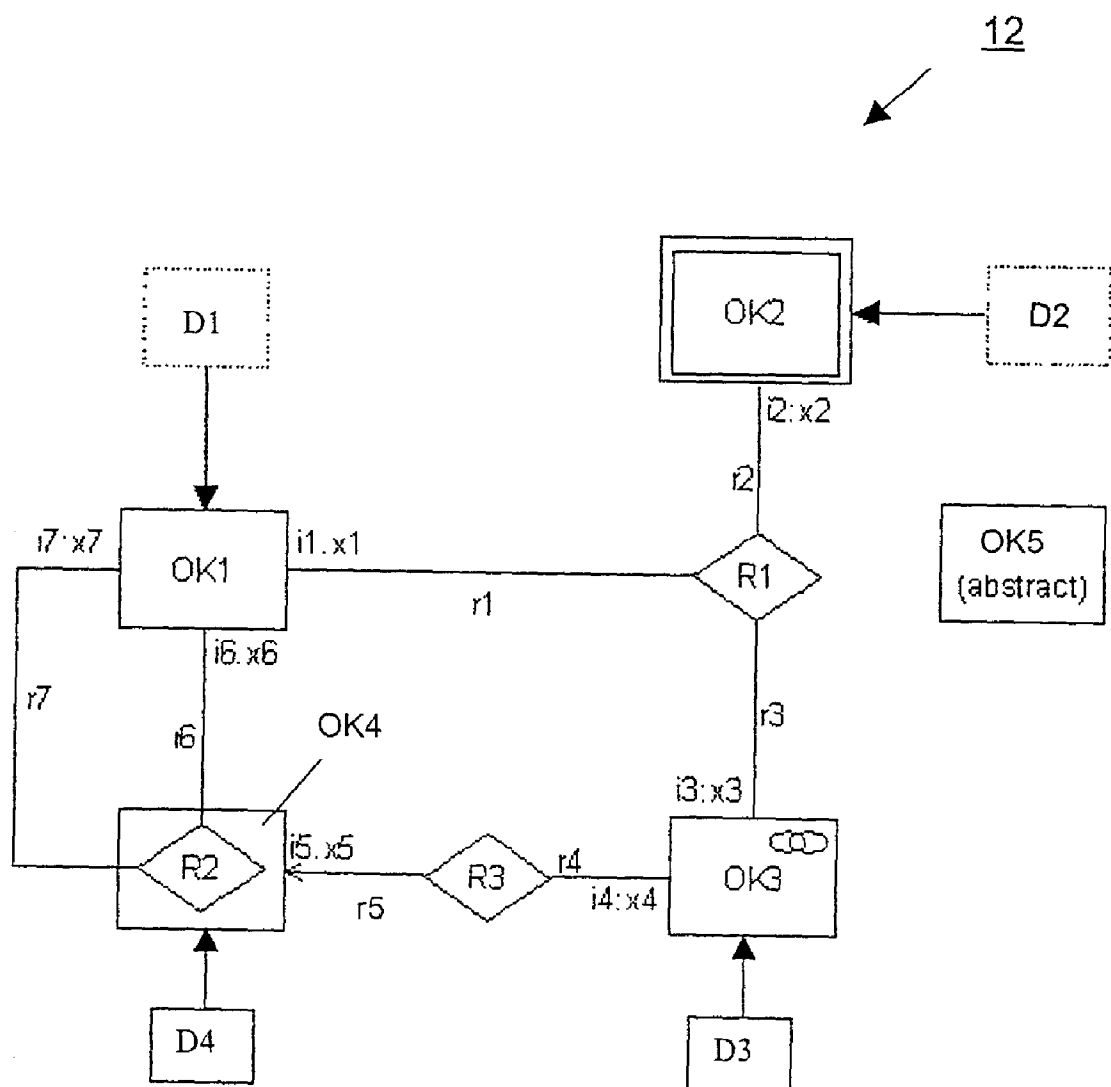 12
D1
OK2
D2
i2:x2
r2
i7:x7
OK1
i1.x1
r1
R1
OK5
(abstract)
i6.x6
r7
r6
OK4
r3
i3:x3
R2
i5.x5
r5
R3
r4
i4:x4
OK3
D4
D3